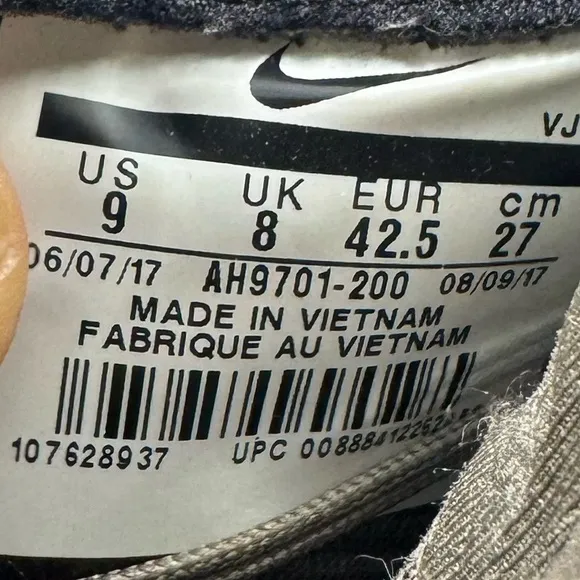 VJ
US UK EUR cm
9 8 42.5 27
06/07/17 AH9701-200 08/09/17
MADE IN VIETNAM
FABRIQUE AU VIETNAM
107628937 UPC